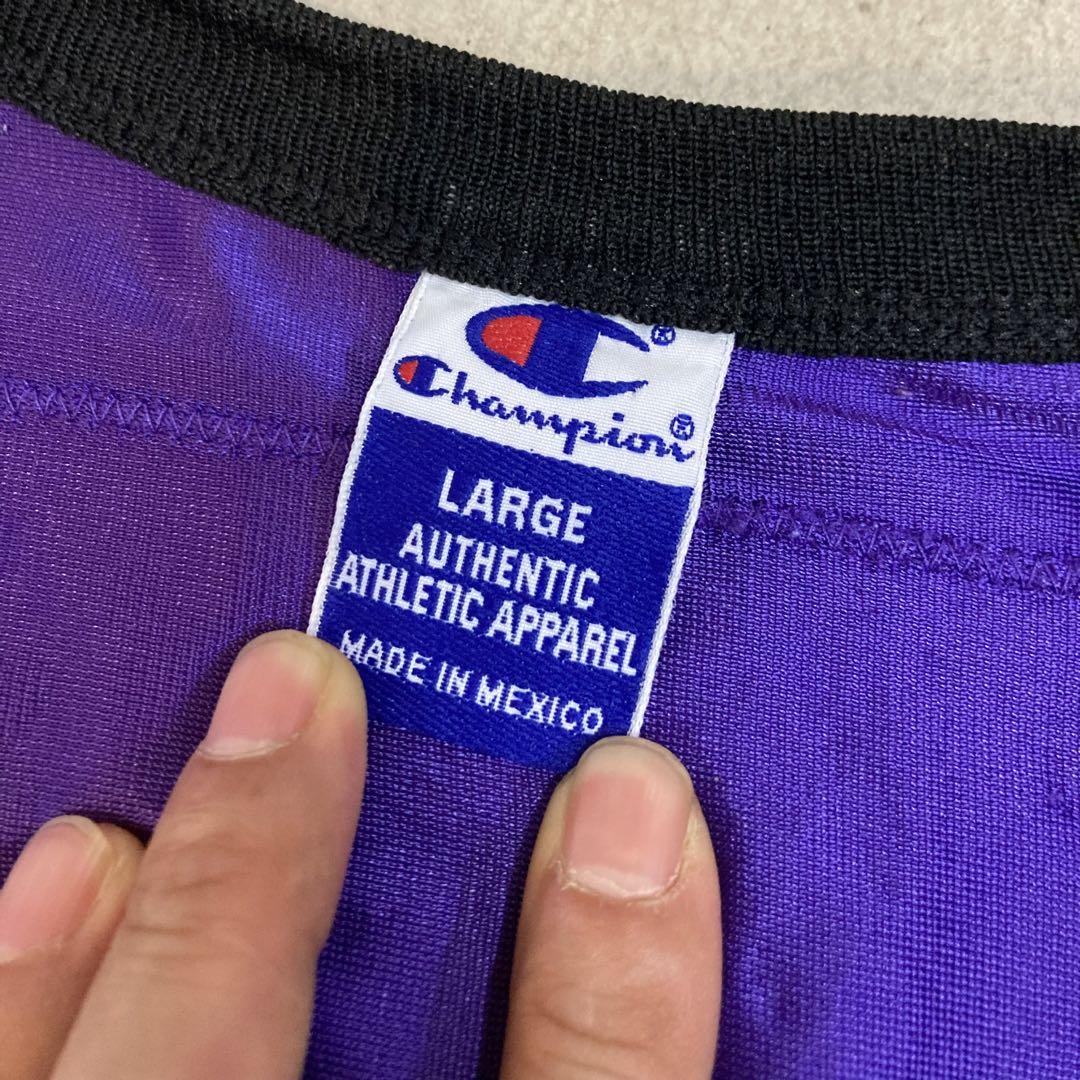 ®
Champion®
LARGE
AUTHENTIC
ATHLETIC APPAREL
MADE IN MEXICO